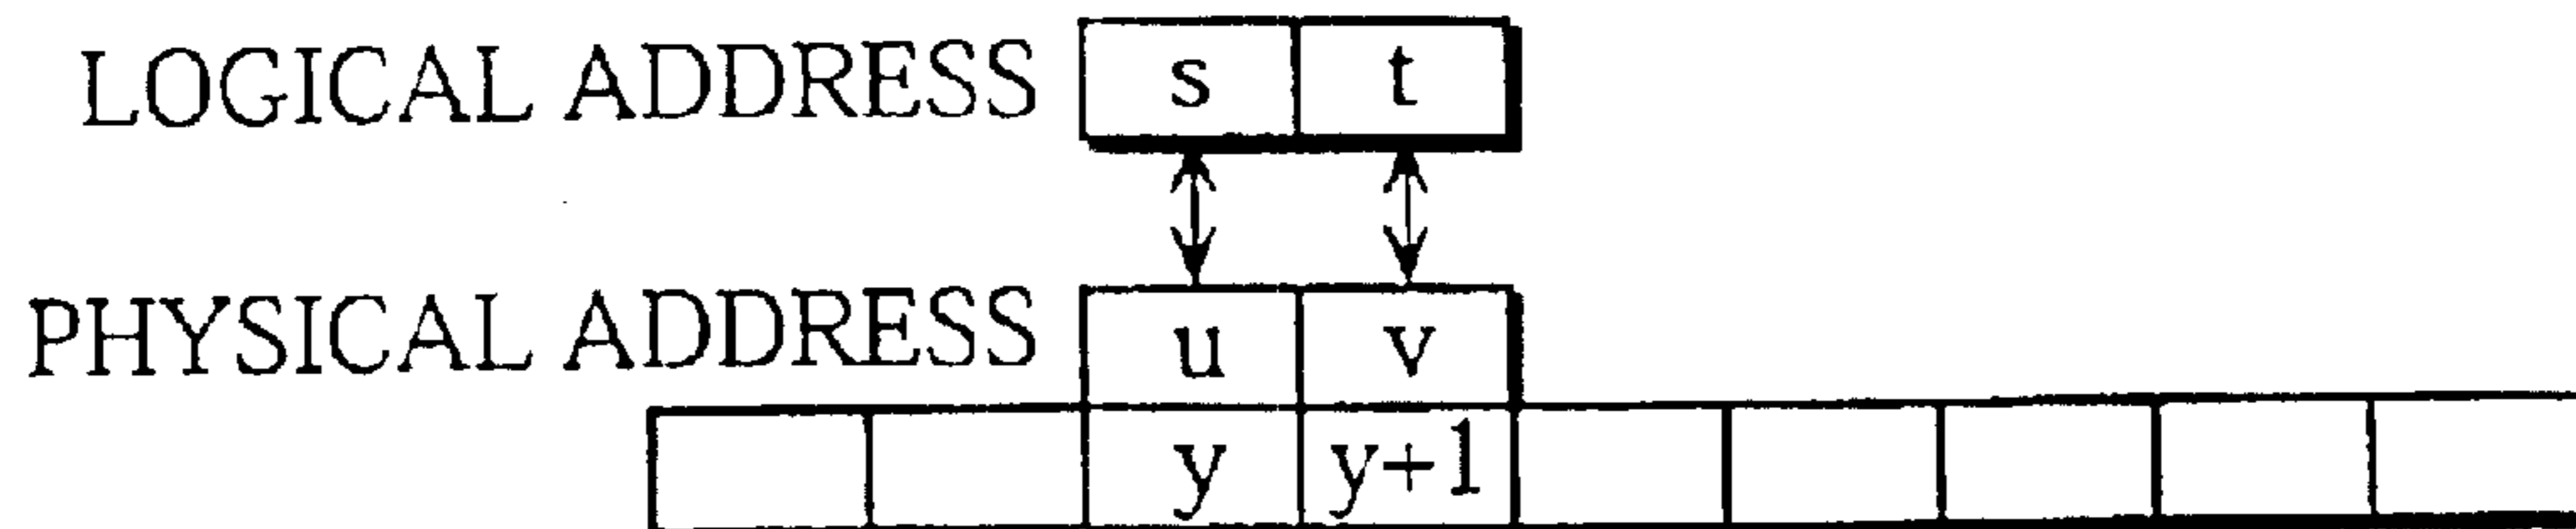 LOGICAL ADDRESS s t
PHYSICAL ADDRESS u v
y y+1